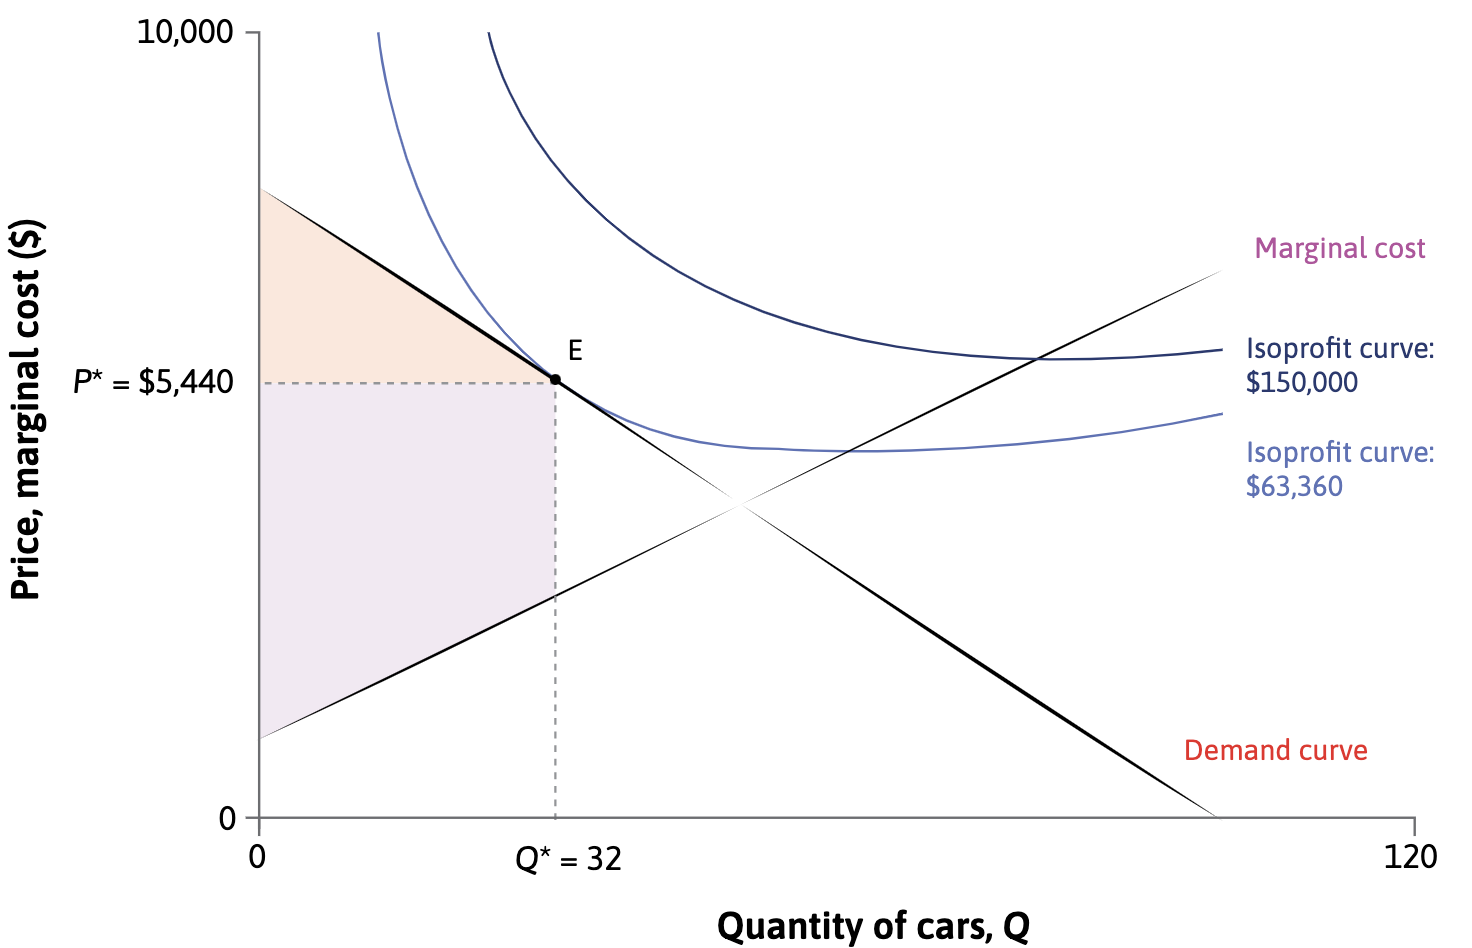 10,000
Price, marginal cost ($)
Marginal cost
E
Isoprofit curve:
$150,000
P* = $5,440
Isoprofit curve:
$63,360
Demand curve
0
0
Q* = 32
120
Quantity of cars, Q